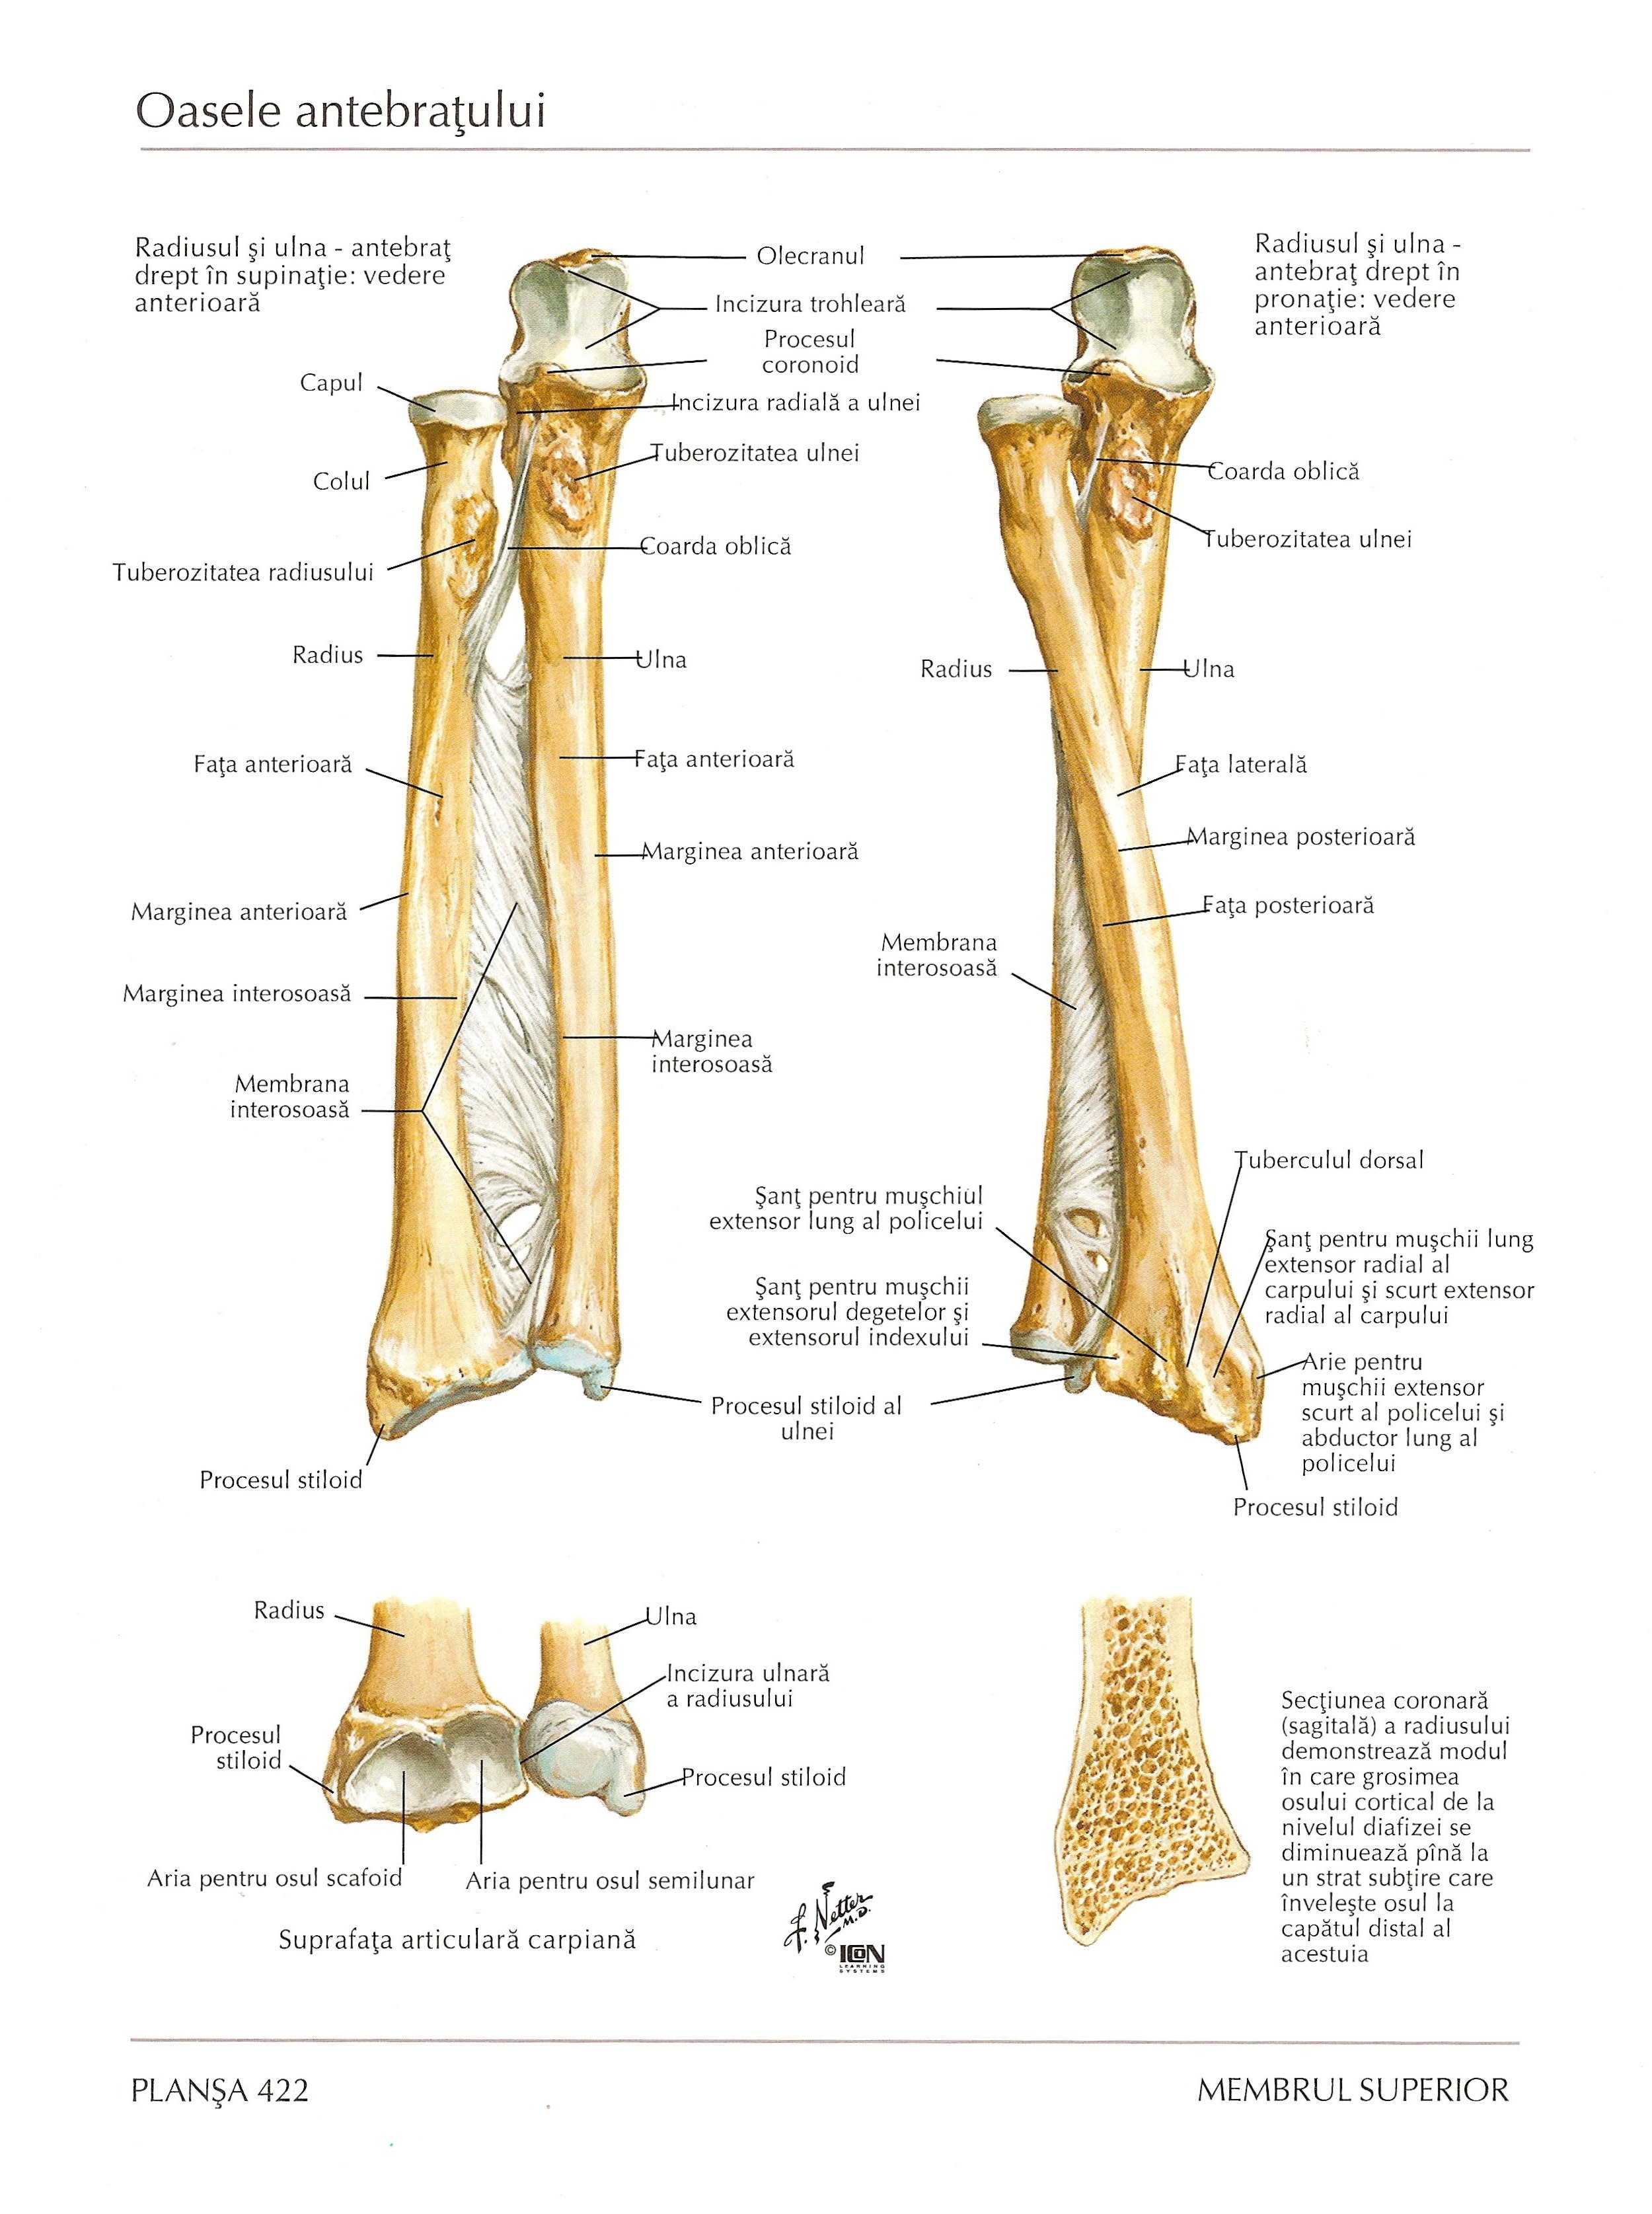 Oasele antebraţului
Radiusul şi ulna - antebraţ
drept în supinaţie: vedere
anterioară
Olecranul
Incizura trohleară
Procesul
coronoid
Incizura radială a ulnei
Tuberozitatea ulnei
Coarda oblică
Ulna
Faţa anterioară
Marginea anterioară
Marginea
interosoasă
Capul
Colul
Tuberozitatea radiusului
Radius
Faţa anterioară
Marginea anterioară
Marginea interosoasă
Membrana
interosoasă
Procesul stiloid
Procesul stiloid al
ulnei
Radiusul şi ulna -
antebraţ drept în
pronaţie: vedere
anterioară
Coarda oblică
Tuberozitatea ulnei
Radius
Ulna
Faţa laterală
Marginea posterioară
Faţa posterioară
Membrana
interosoasă
Tuberculul dorsal
Şanţ pentru muşchiul
extensor lung al policelui
Şanţ pentru muşchii
extensorul degetelor şi
extensorul indexului
Şanţ pentru muşchii lung
extensor radial al
carpului şi scurt extensor
radial al carpului
Arie pentru
muşchii extensor
scurt al policelui şi
abductor lung al
policelui
Procesul stiloid
Radius
Ulna
Incizura ulnară
a radiusului
Procesul
stiloid
Procesul stiloid
Aria pentru osul scafoid
Aria pentru osul semilunar
Suprafaţa articulară carpiană
F. Netter
M.D.
© ICON
LEARNING
SYSTEMS
Secţiunea coronară
(sagitală) a radiusului
demonstrează modul
în care grosimea
osului cortical de la
nivelul diafizei se
diminuează pînă la
un strat subţire care
înveleşte osul la
capătul distal al
acestuia
PLANŞA 422
MEMBRUL SUPERIOR